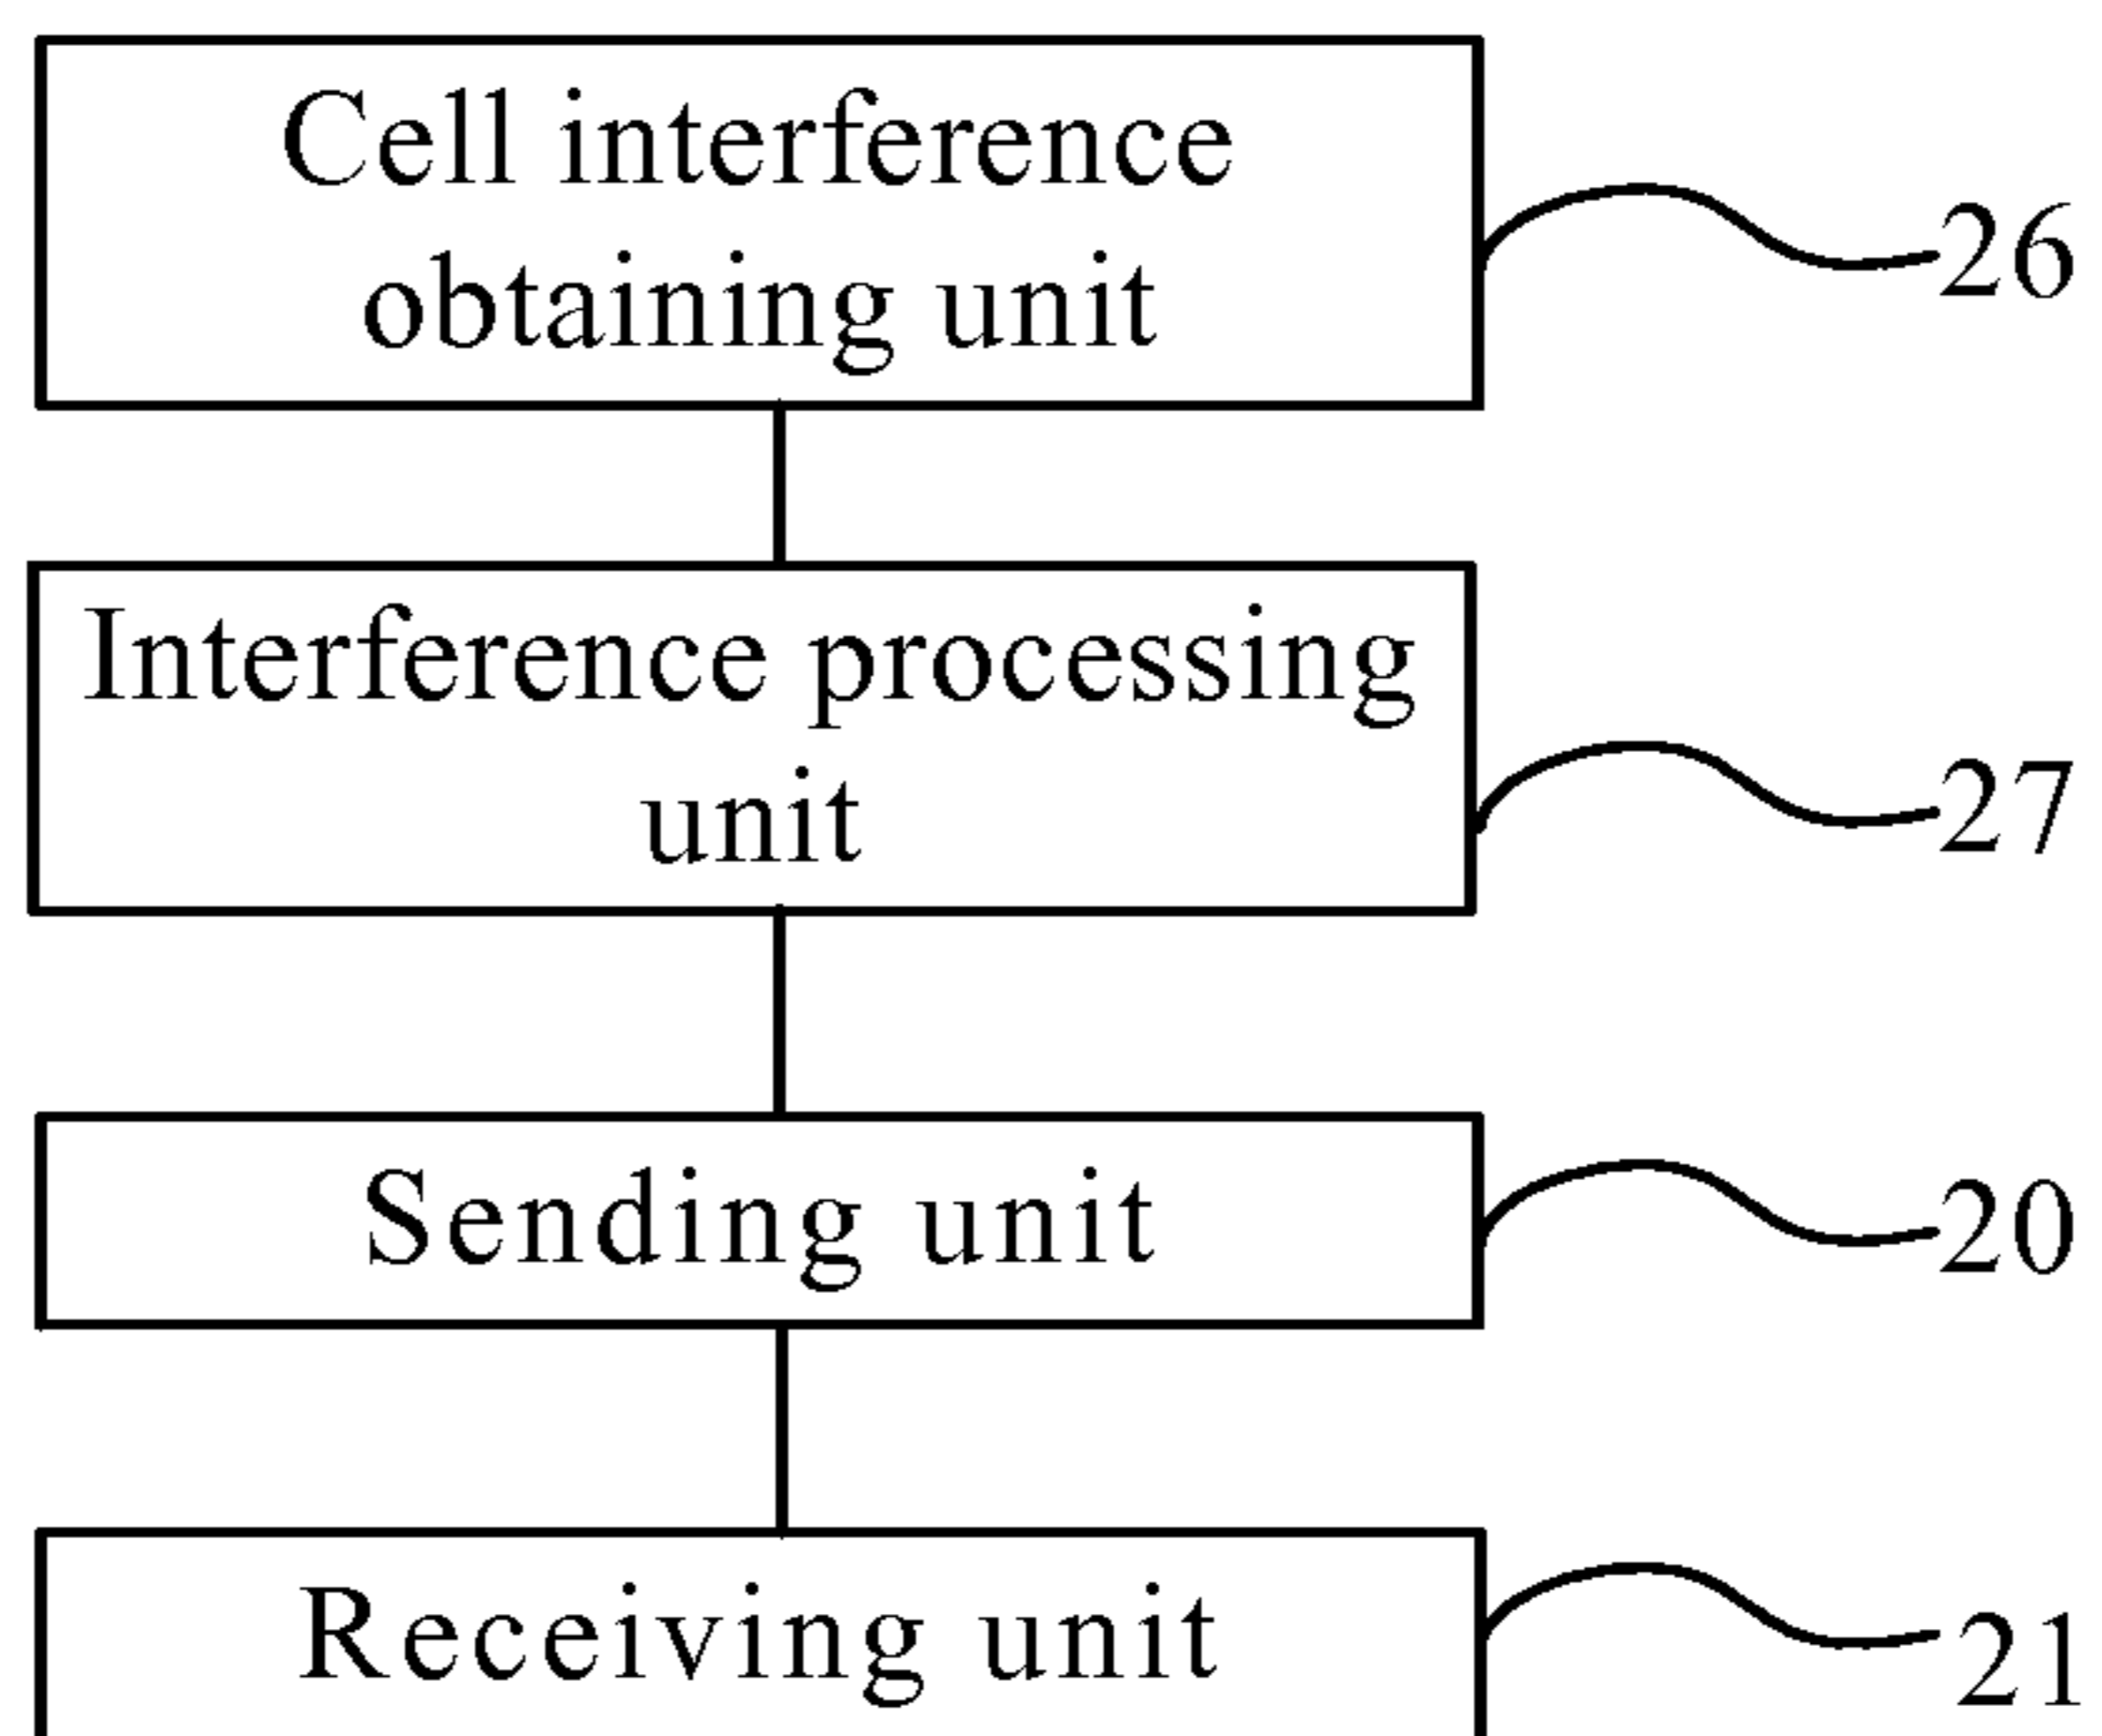 Cell interference
obtaining unit
26
Interference processing
unit
27
Sending unit
20
Receiving unit
21